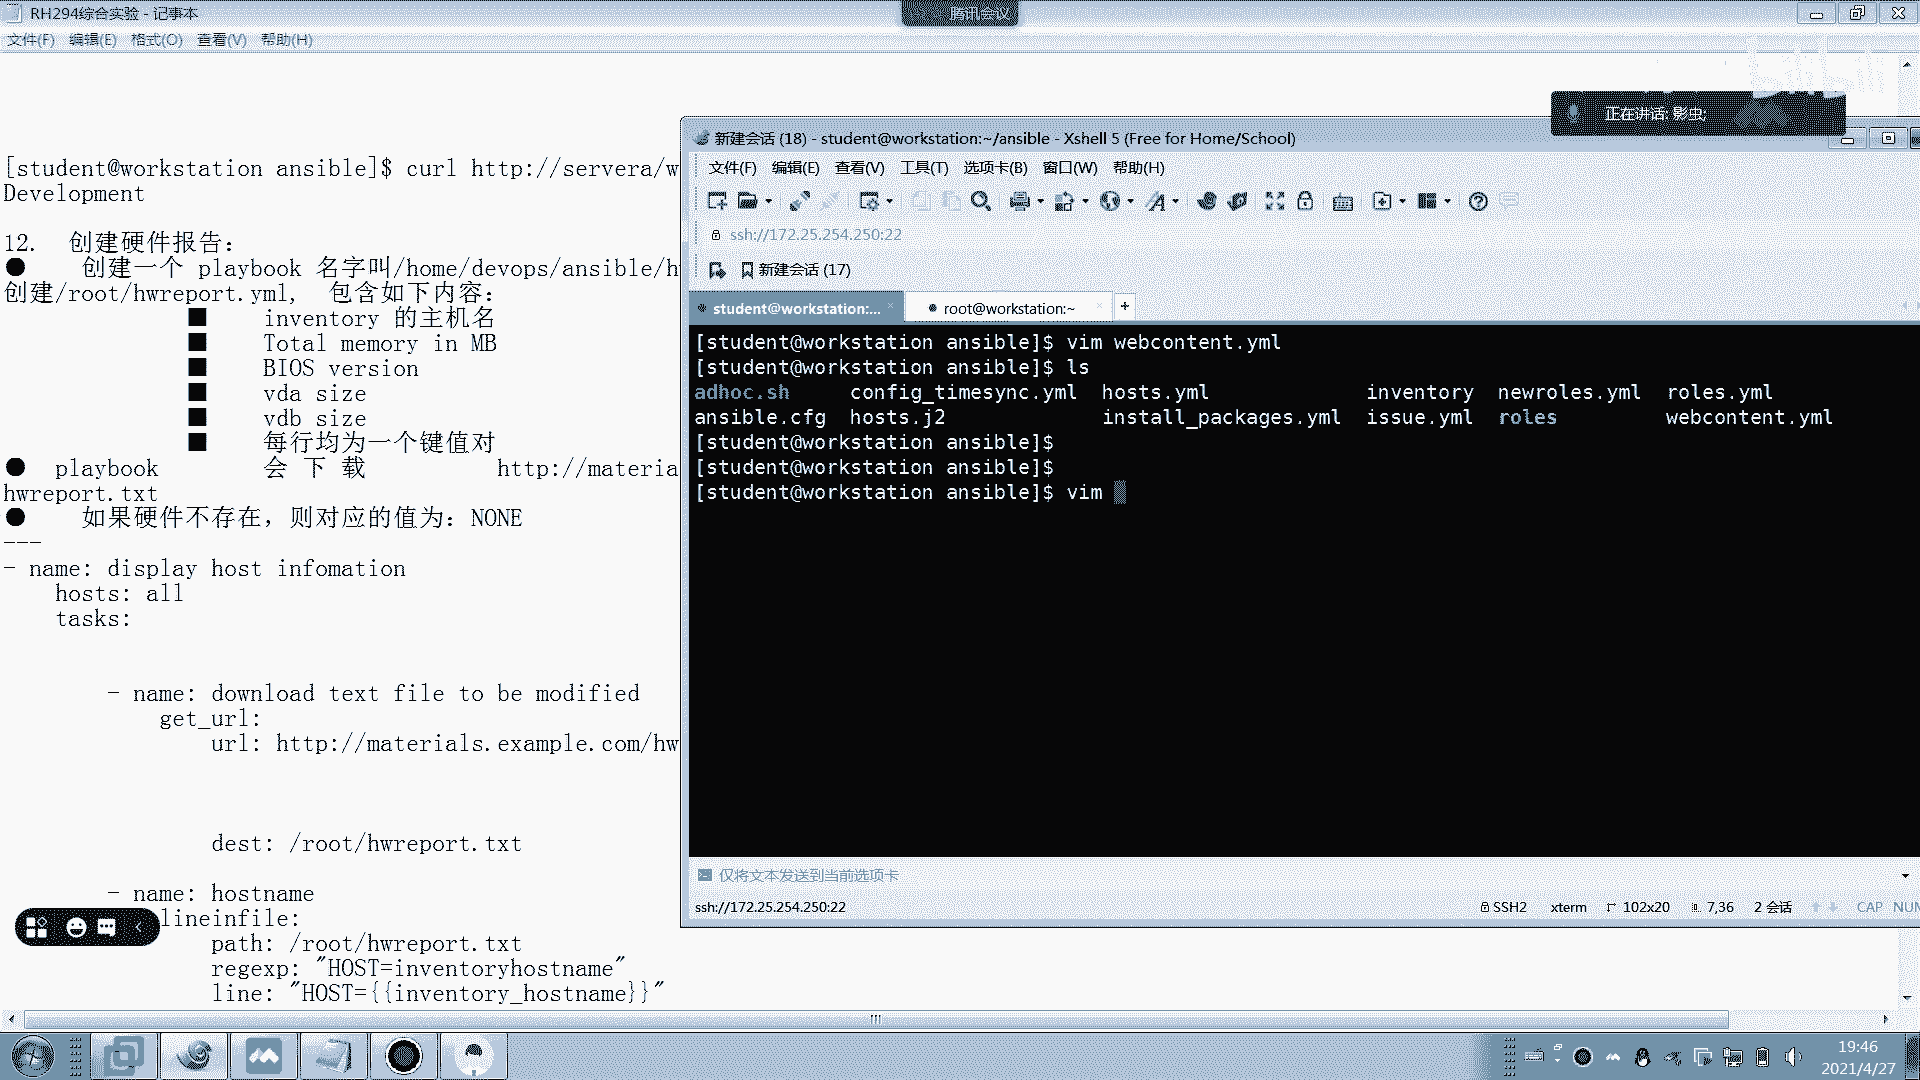 RH294综合实验 - 记事本
腾讯会议
文件(F) 编辑(E) 格式(O) 查看(V) 帮助(H)
正在讲话: 影虫;
[student@workstation ansible]$ curl http://servera/w
Development
12. 创建硬件报告：
● 创建一个 playbook 名字叫/home/devops/ansible/h
创建/root/hwreport.yml, 包含如下内容：
■ inventory 的主机名
■ Total memory in MB
■ BIOS version
■ vda size
■ vdb size
■ 每行均为一个键值对
● playbook 会 下 载 http://materia
hwreport.txt
● 如果硬件不存在，则对应的值为：NONE
---
- name: display host infomation
hosts: all
tasks:
- name: download text file to be modified
get_url:
url: http://materials.example.com/hw
dest: /root/hwreport.txt
- name: hostname
lineinfile:
path: /root/hwreport.txt
regexp: "HOST=inventoryhostname"
line: "HOST={{inventory_hostname}}"
新建会话 (18) - student@workstation:~/ansible - Xshell 5 (Free for Home/School)
文件(F) 编辑(E) 查看(V) 工具(T) 选项卡(B) 窗口(W) 帮助(H)
ssh://172.25.254.250:22
新建会话 (17)
student@workstation:... × root@workstation:~ × +
[student@workstation ansible]$ vim webcontent.yml
[student@workstation ansible]$ ls
adhoc.sh config_timesync.yml hosts.yml inventory newroles.yml roles.yml
ansible.cfg hosts.j2 install_packages.yml issue.yml roles webcontent.yml
[student@workstation ansible]$
[student@workstation ansible]$
[student@workstation ansible]$ vim
仅将文本发送到当前选项卡
ssh://172.25.254.250:22 SSH2 xterm 102x20 7,36 2 会话 CAP NUM
19:46
2021/4/27